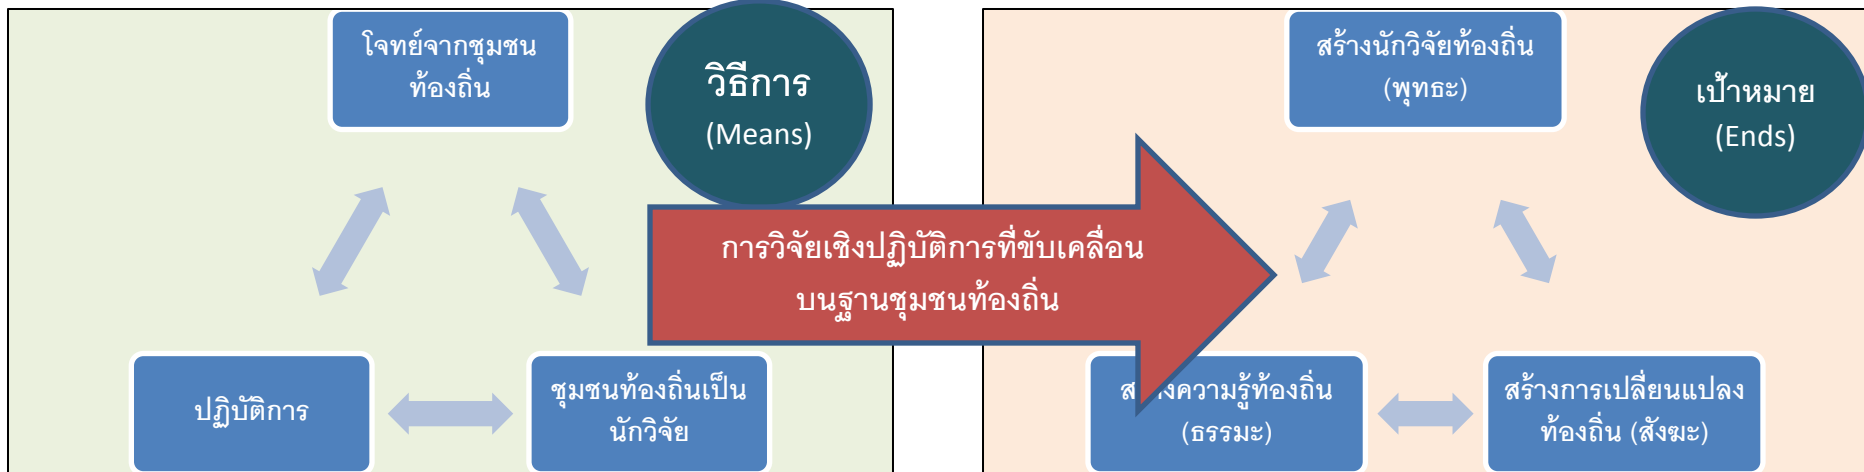 โจทย์จากชุมชน
ท้องถิ่น
วิธีการ
(Means)
ปฏิบัติการ
ชุมชนท้องถิ่นเป็น
นักวิจัย
การวิจัยเชิงปฏิบัติการที่ขับเคลื่อน
บนฐานชุมชนท้องถิ่น
สร้างนักวิจัยท้องถิ่น
(พุทธะ)
เป้าหมาย
(Ends)
สร้างความรู้ท้องถิ่น
(ธรรมะ)
สร้างการเปลี่ยนแปลง
ท้องถิ่น (สังฆะ)